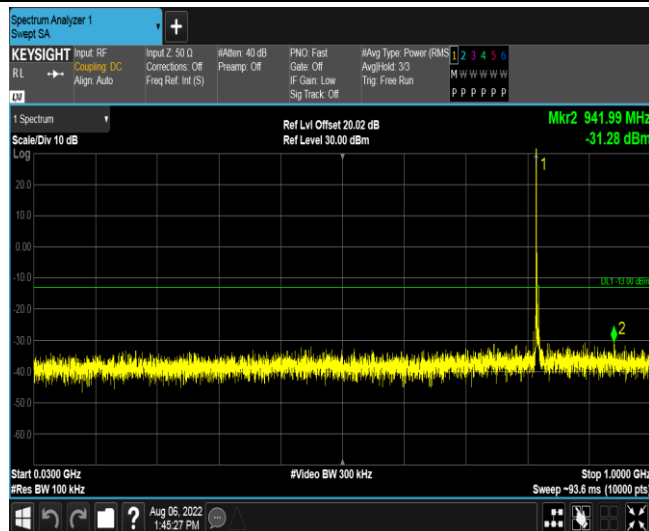 Spectrum Analyzer 1
Swept SA
+
KEYSIGHT
RL
LXI
Input: RF
Coupling: DC
Align: Auto
Input Z: 50 Ω
Corrections: Off
Freq Ref: Int (S)
#Atten: 40 dB
Preamp: Off
PNO: Fast
Gate: Off
IF Gain: Low
Sig Track: Off
#Avg Type: Power (RMS
Avg|Hold: 3/3
Trig: Free Run
1 2 3 4 5 6
M W W W W W
P P P P P P
1 Spectrum
Scale/Div 10 dB
Log
Ref Lvl Offset 20.02 dB
Ref Level 30.00 dBm
Mkr2 941.99 MHz
-31.28 dBm
1
20.0
10.0
0.00
-10.0
DL1 -13.00 dBm
-20.0
2
-30.0
-40.0
-50.0
-60.0
Start 0.0300 GHz
#Res BW 100 kHz
#Video BW 300 kHz
Stop 1.0000 GHz
Sweep ~93.6 ms (10000 pts)
?
Aug 06, 2022
1:45:27 PM